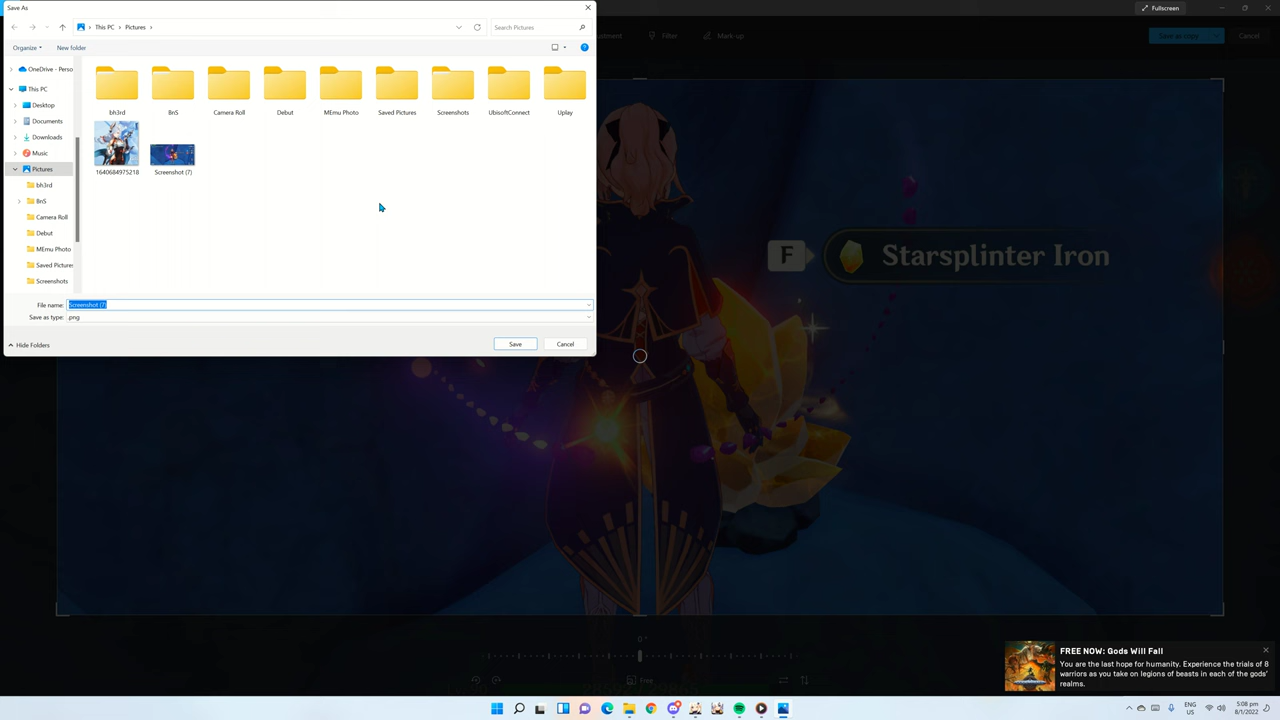 Save As
Fullscreen
This PC
Pictures
Search Pictures
Filter
Mark-up
Save as copy
Cancel
Organize
New folder
OneDrive - Perso
This PC
Desktop
Documents
Downloads
Music
Pictures
bh3rd
BnS
Camera Roll
Debut
MEmu Photo
Saved Pictures
Screenshots
bh3rd
BnS
Camera Roll
Debut
MEmu Photo
Saved Pictures
Screenshots
UbisoftConnect
Uplay
1640684975218
Screenshot (7)
File name: Screenshot (7)
Save as type: .png
Hide Folders
Save
Cancel
F
Starsplinter Iron
0°
Free
FREE NOW: Gods Will Fall
You are the last hope for humanity. Experience the trials of 8
warriors as you take on legions of beasts in each of the gods'
realms.
ENG
US
5:08 pm
8/1/2022